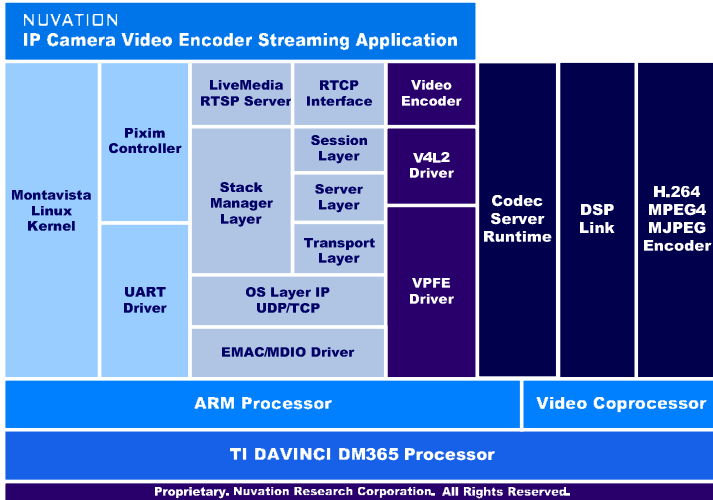 NUVATION
IP Camera Video Encoder Streaming Application
Montavista
Linux
Kernel
Pixim
Controller
UART
Driver
LiveMedia
RTSP Server
RTCP
Interface
Stack
Manager
Layer
Session
Layer
Server
Layer
Transport
Layer
OS Layer IP
UDP/TCP
EMAC/MDIO Driver
Video
Encoder
V4L2
Driver
VPFE
Driver
Codec
Server
Runtime
DSP
Link
H.264
MPEG4
MJPEG
Encoder
ARM Processor
Video Coprocessor
TI DAVINCI DM365 Processor
Proprietary. Nuvation Research Corporation. All Rights Reserved.